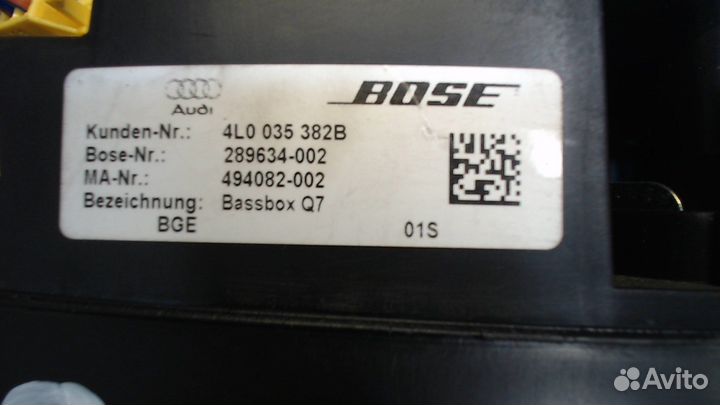 Audi
BOSE
Kunden-Nr.: 4L0 035 382B
Bose-Nr.: 289634-002
MA-Nr.: 494082-002
Bezeichnung: Bassbox Q7
BGE 01S
Avito